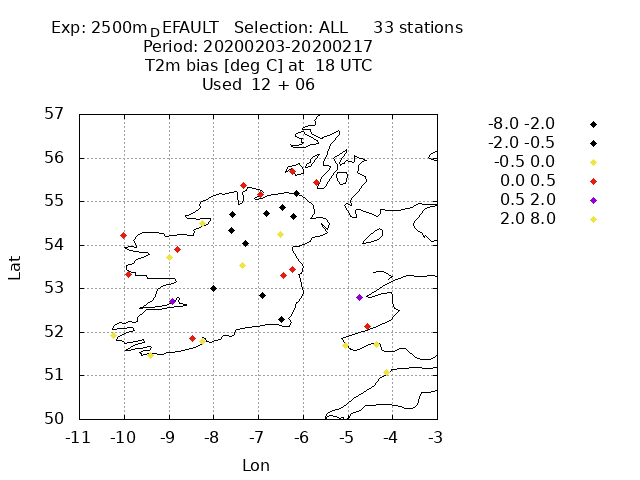 Exp: 2500mDEFAULT   Selection: ALL     33 stations
Period: 20200203-20200217
T2m bias [deg C] at  18 UTC
Used  12 + 06
57
56
55
54
53
52
51
50
-11 -10 -9 -8 -7 -6 -5 -4 -3
Lat
Lon
-8.0 -2.0
-2.0 -0.5
-0.5 0.0
0.0 0.5
0.5 2.0
2.0 8.0